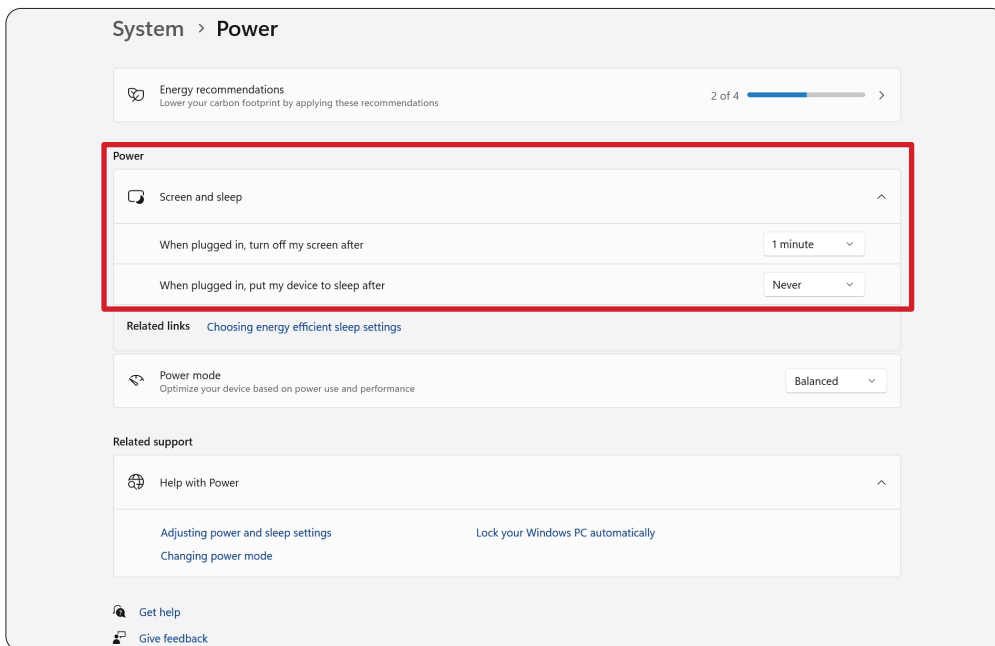 System > Power
Energy recommendations
Lower your carbon footprint by applying these recommendations
2 of 4
Power
Screen and sleep
When plugged in, turn off my screen after
1 minute
When plugged in, put my device to sleep after
Never
Related links Choosing energy efficient sleep settings
Power mode
Optimize your device based on power use and performance
Balanced
Related support
Help with Power
Adjusting power and sleep settings
Lock your Windows PC automatically
Changing power mode
Get help
Give feedback